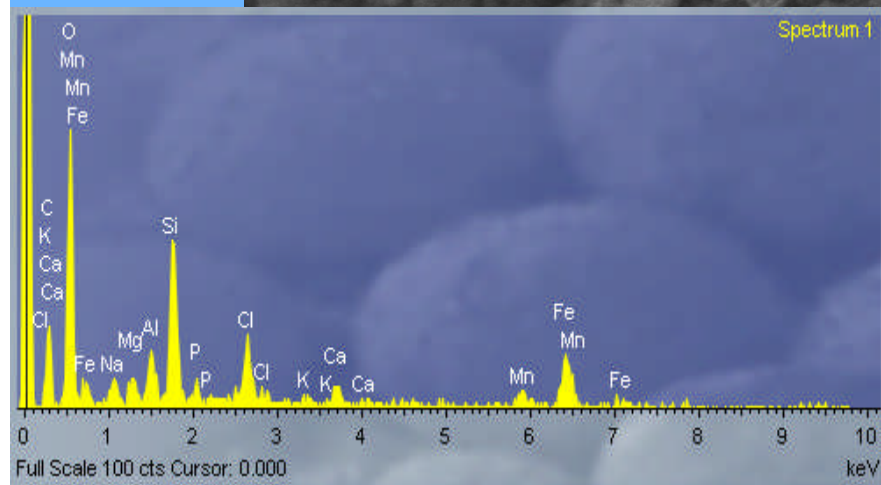 Spectrum 1
O
Mn
Mn
Fe
C
K
Ca
Ca
Cl
Fe Na Mg Al Si P P Cl Cl K Ca K Ca Mn Fe Mn Fe
0 1 2 3 4 5 6 7 8 9 10
Full Scale 100 cts Cursor: 0.000 keV